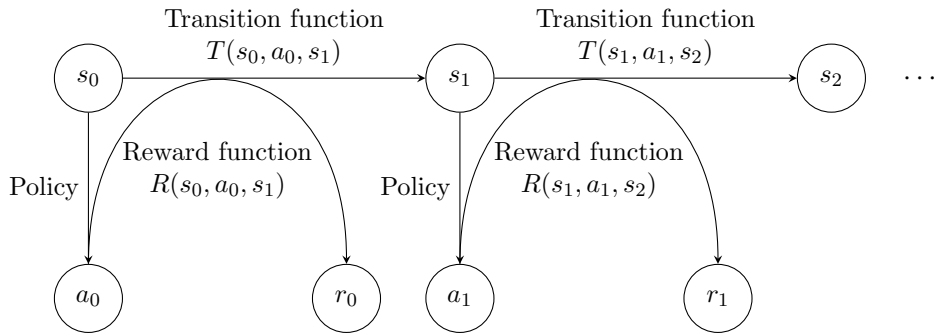 Transition function
T(s₀, a₀, s₁)
Transition function
T(s₁, a₁, s₂)
s₀
s₁
s₂
⋯
Reward function
R(s₀, a₀, s₁)
Reward function
R(s₁, a₁, s₂)
Policy
Policy
a₀
r₀
a₁
r₁